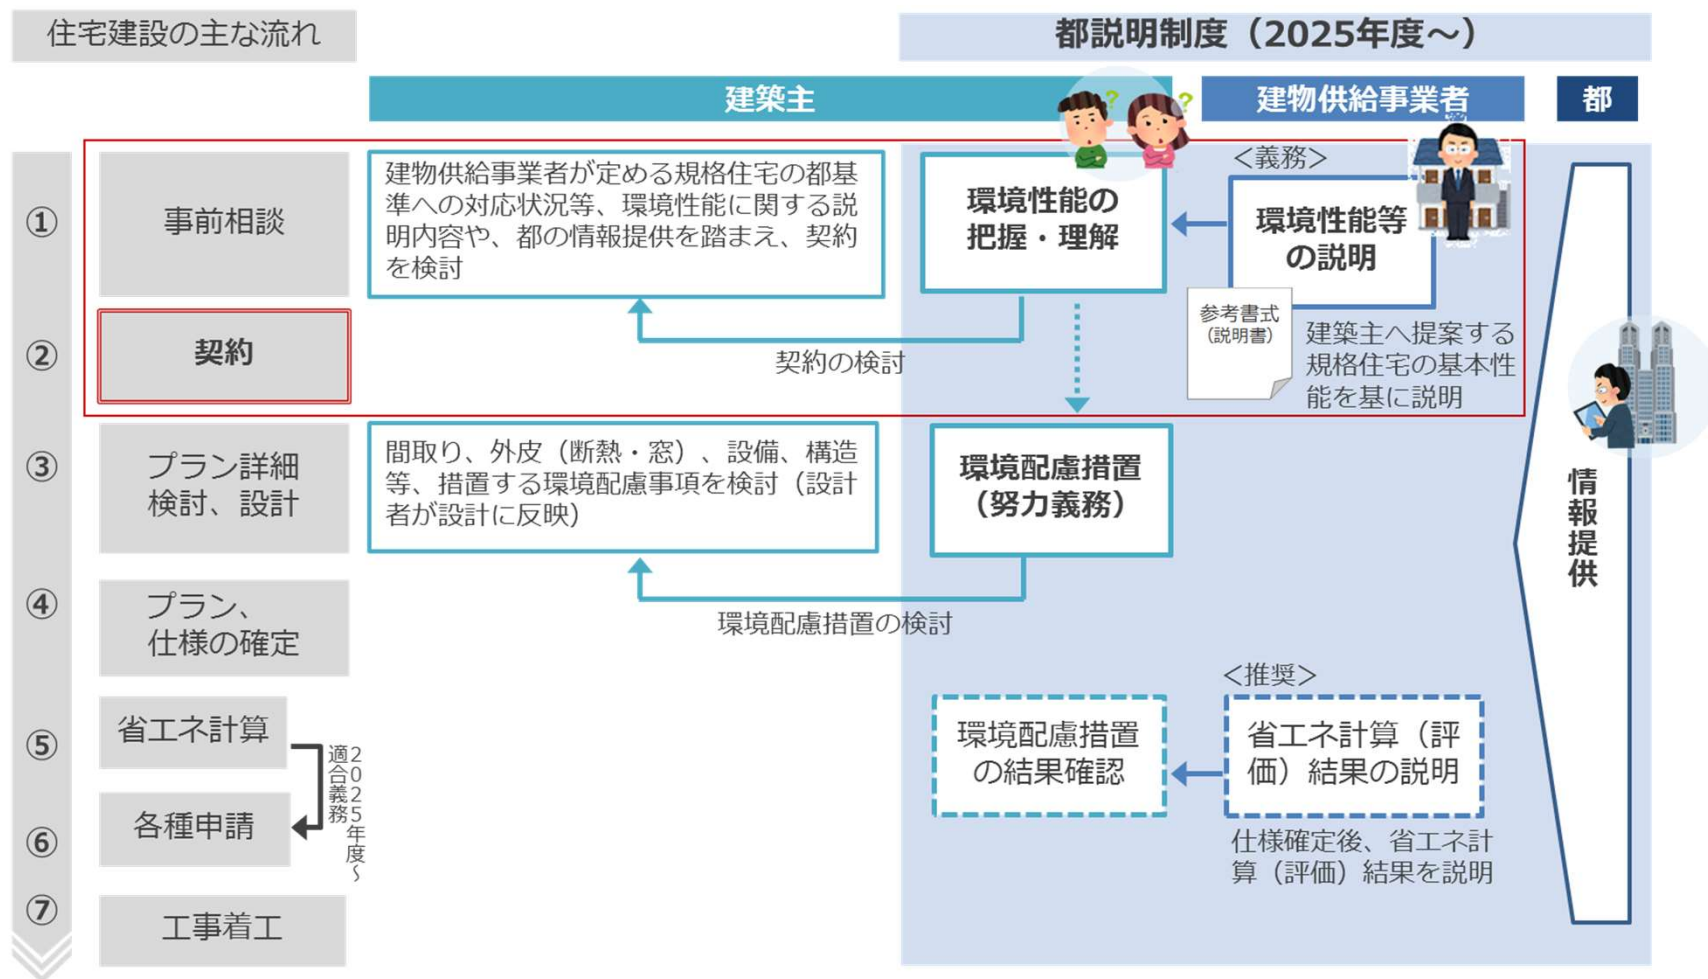 住宅建設の主な流れ
都説明制度（2025年度～）
建築主
建物供給事業者
都
①
事前相談
建物供給事業者が定める規格住宅の都基
準への対応状況等、環境性能に関する説
明内容や、都の情報提供を踏まえ、契約
を検討
?
?
環境性能の
把握・理解
＜義務＞
環境性能等
の説明
参考書式
（説明書）
建築主へ提案する
規格住宅の基本性
能を基に説明
②
契約
契約の検討
③
プラン詳細
検討、設計
間取り、外皮（断熱・窓）、設備、構造
等、措置する環境配慮事項を検討（設計
者が設計に反映）
環境配慮措置
（努力義務）
情報提供
④
プラン、
仕様の確定
環境配慮措置の検討
⑤
省エネ計算
2025年度～
適合義務
環境配慮措置
の結果確認
＜推奨＞
省エネ計算（評
価）結果の説明
仕様確定後、省エネ計
算（評価）結果を説明
⑥
各種申請
⑦
工事着工